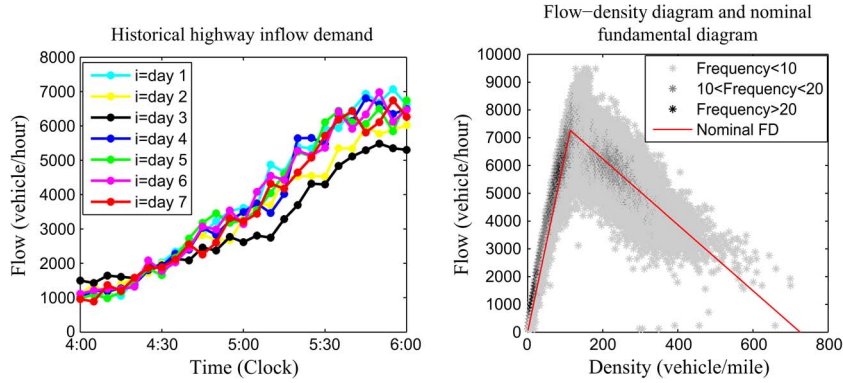 Historical highway inflow demand
8000
7000
6000
5000
4000
3000
2000
1000
0
Flow (vehicle/hour)
i=day 1
i=day 2
i=day 3
i=day 4
i=day 5
i=day 6
i=day 7
4:00 4:30 5:00 5:30 6:00
Time (Clock)
Flow−density diagram and nominal
fundamental diagram
10000
9000
8000
7000
6000
5000
4000
3000
2000
1000
0
Flow (vehicle/hour)
Frequency<10
10<Frequency<20
Frequency>20
Nominal FD
0 200 400 600 800
Density (vehicle/mile)